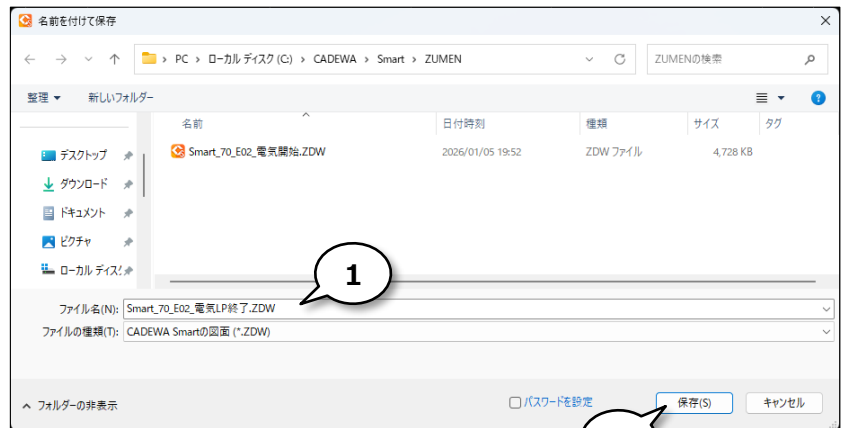 名前を付けて保存
PC › ローカル ディスク (C:) › CADEWA › Smart › ZUMEN
ZUMENの検索
整理 新しいフォルダー
名前 日付時刻 種類 サイズ タグ
デスクトップ
Smart_70_E02_電気開始.ZDW 2026/01/05 19:52 ZDW ファイル 4,728 KB
ダウンロード
ドキュメント
ピクチャ
ローカル ディスク
1
ファイル名(N): Smart_70_E02_電気LP終了.ZDW
ファイルの種類(T): CADEWA Smartの図面 (*.ZDW)
フォルダーの非表示
パスワードを設定
保存(S)
キャンセル